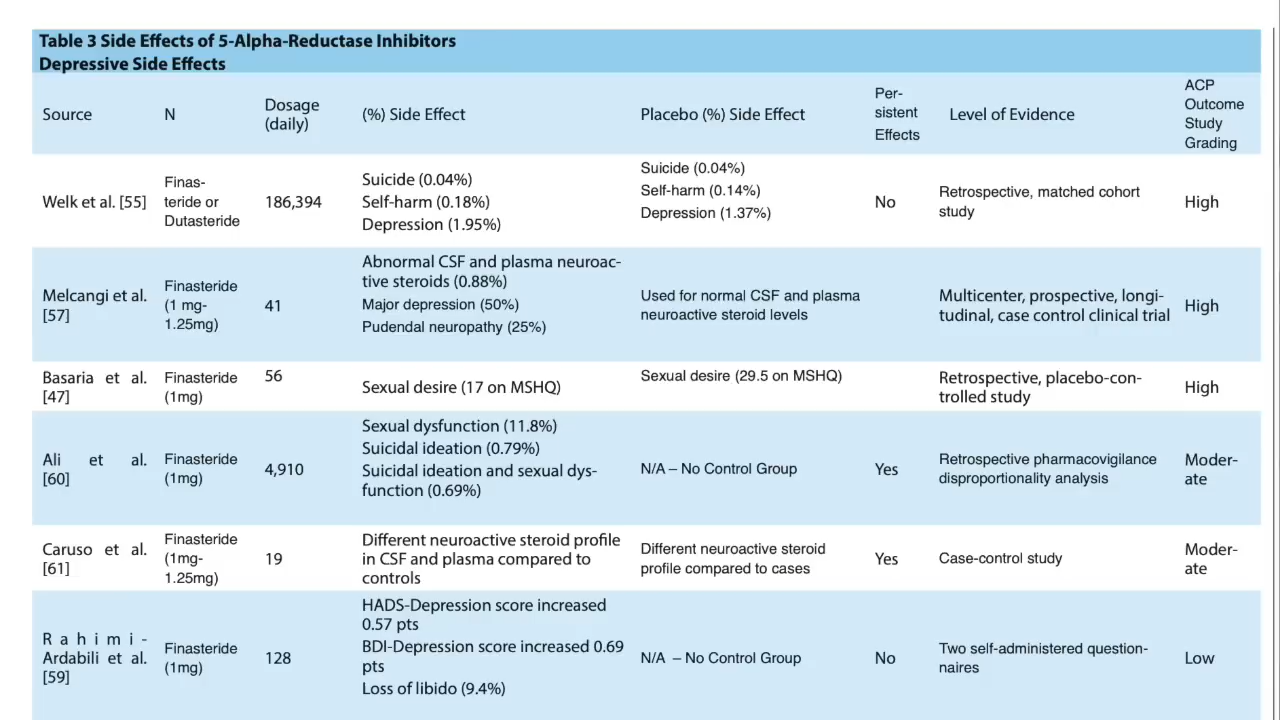 Table 3 Side Effects of 5-Alpha-Reductase Inhibitors
Depressive Side Effects
Source
N
Dosage
(daily)
(%) Side Effect
Placebo (%) Side Effect
Per-
sistent
Effects
Level of Evidence
ACP
Outcome
Study
Grading
Welk et al. [55]
Finas-
teride or
Dutasteride
186,394
Suicide (0.04%)
Self-harm (0.18%)
Depression (1.95%)
Suicide (0.04%)
Self-harm (0.14%)
Depression (1.37%)
No
Retrospective, matched cohort
study
High
Melcangi et al.
[57]
Finasteride
(1 mg-
1.25mg)
41
Abnormal CSF and plasma neuroac-
tive steroids (0.88%)
Major depression (50%)
Pudendal neuropathy (25%)
Used for normal CSF and plasma
neuroactive steroid levels
Multicenter, prospective, longi-
tudinal, case control clinical trial
High
Basaria et al.
[47]
Finasteride
(1mg)
56
Sexual desire (17 on MSHQ)
Sexual desire (29.5 on MSHQ)
Retrospective, placebo-con-
trolled study
High
Ali et al.
[60]
Finasteride
(1mg)
4,910
Sexual dysfunction (11.8%)
Suicidal ideation (0.79%)
Suicidal ideation and sexual dys-
function (0.69%)
N/A – No Control Group
Yes
Retrospective pharmacovigilance
disproportionality analysis
Moder-
ate
Caruso et al.
[61]
Finasteride
(1mg-
1.25mg)
19
Different neuroactive steroid profile
in CSF and plasma compared to
controls
Different neuroactive steroid
profile compared to cases
Yes
Case-control study
Moder-
ate
Rahimi-
Ardabili et al.
[59]
Finasteride
(1mg)
128
HADS-Depression score increased
0.57 pts
BDI-Depression score increased 0.69
pts
Loss of libido (9.4%)
N/A – No Control Group
No
Two self-administered question-
naires
Low